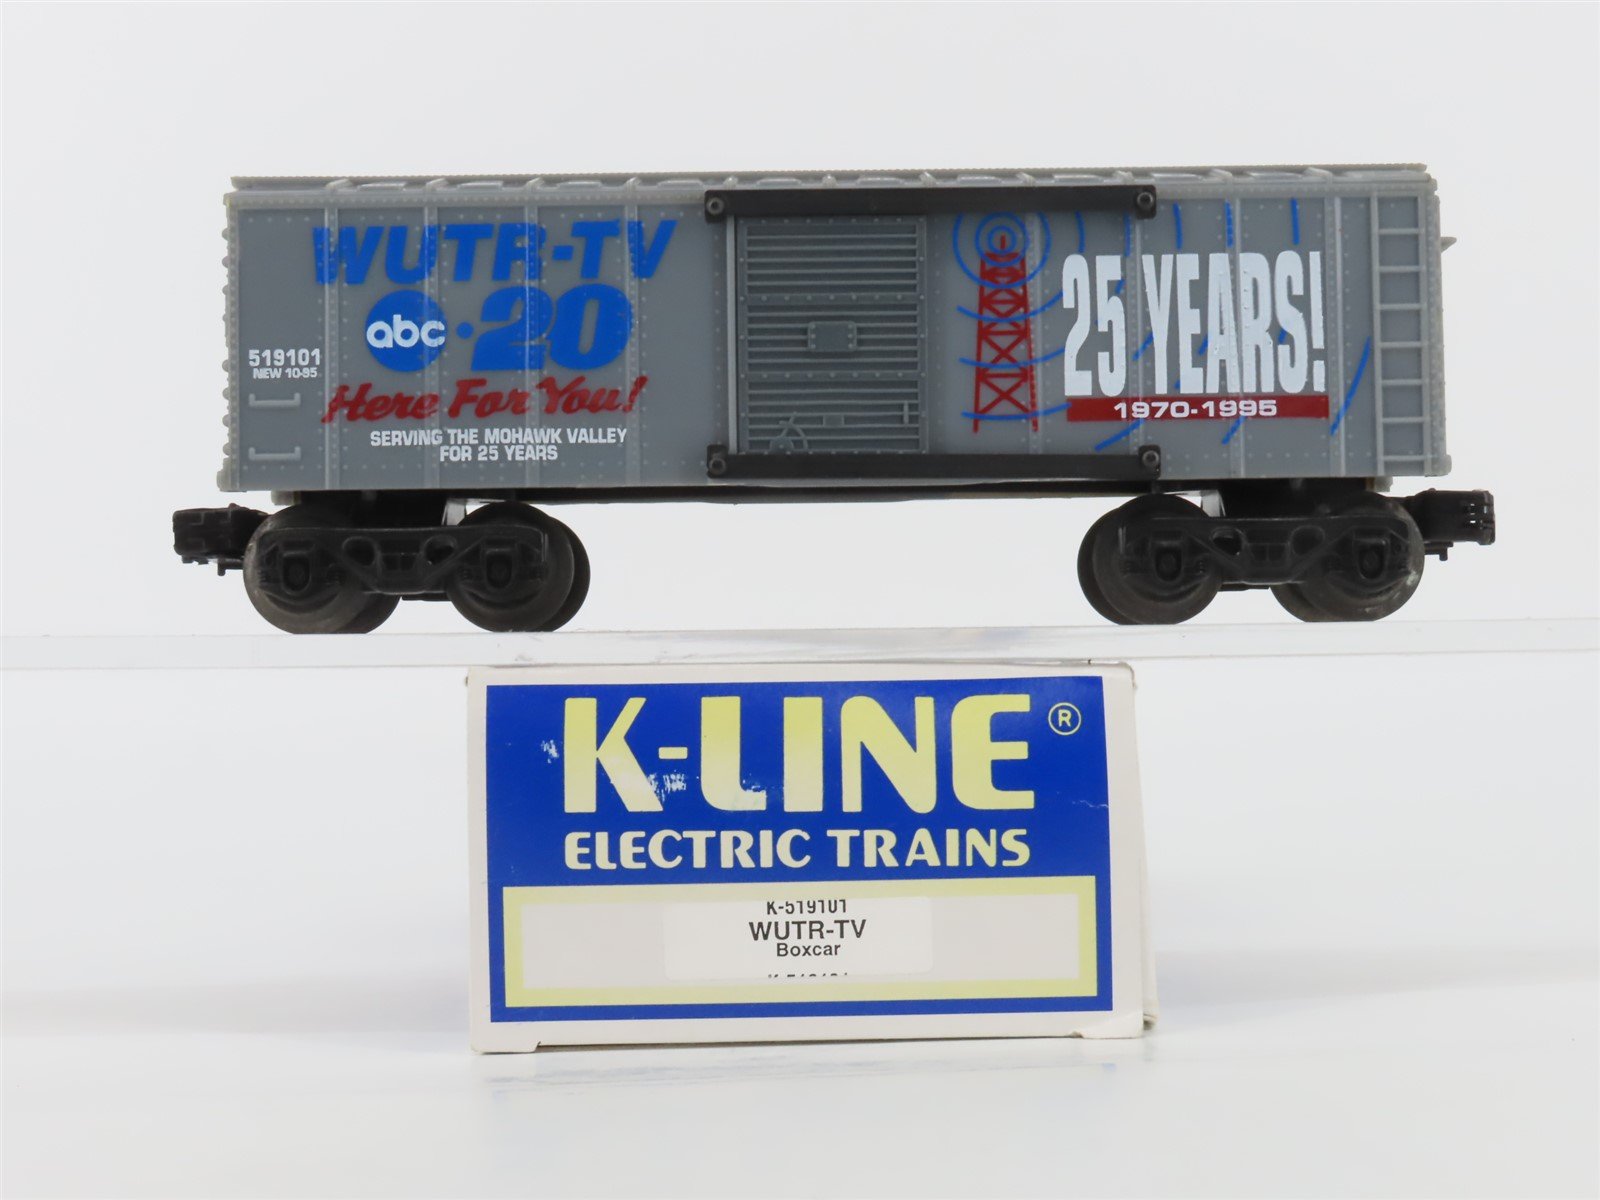 WUTR-TV
abc • 20
519101
NEW 10-95
Here For You!
SERVING THE MOHAWK VALLEY
FOR 25 YEARS
25 YEARS!
1970-1995
K-LINE®
ELECTRIC TRAINS
K-519101
WUTR-TV
Boxcar